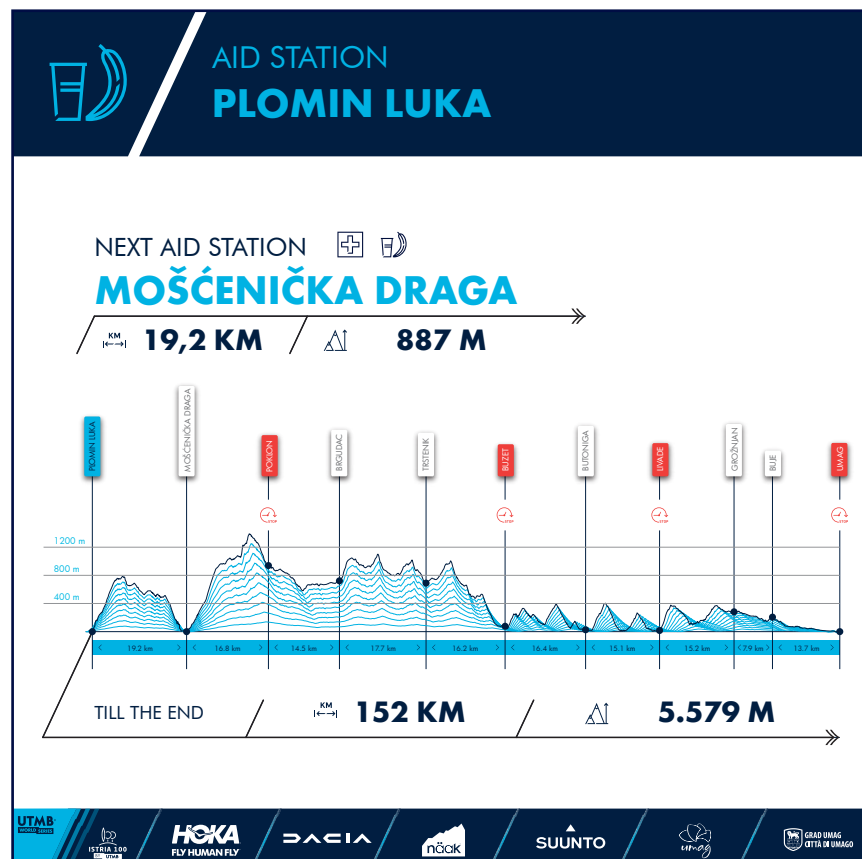 AID STATION
PLOMIN LUKA
NEXT AID STATION
MOŠĆENIČKA DRAGA
KM
19,2 KM
887 M
PLOMIN LUKA
MOŠĆENIČKA DRAGA
POKLON
BRGUDAC
TRSTENIK
BUZET
BUTONIGA
LIVADE
GROŽNJAN
BUJE
UMAG
STOP
STOP
STOP
STOP
1200 m
800 m
400 m
19.2 km
16.8 km
14.5 km
17.7 km
16.2 km
16.4 km
15.1 km
15.2 km
7.9 km
13.7 km
TILL THE END
KM
152 KM
5.579 M
UTMB
WORLD SERIES
ISTRIA 100
BY UTMB
HOKA
FLY HUMAN FLY
DACIA
näak
SUUNTO
umag
GRAD UMAG
CITTÀ DI UMAGO